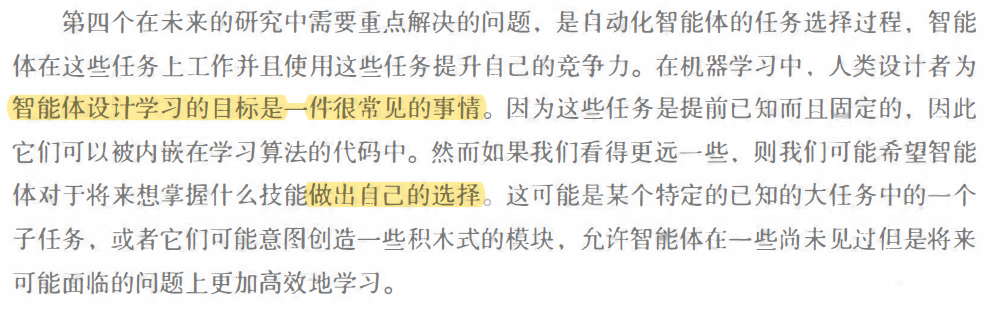 第四个在未来的研究中需要重点解决的问题，是自动化智能体的任务选择过程，智能
体在这些任务上工作并且使用这些任务提升自己的竞争力。在机器学习中，人类设计者为
智能体设计学习的目标是一件很常见的事情。因为这些任务是提前已知而且固定的，因此
它们可以被内嵌在学习算法的代码中。然而如果我们看得更远一些，则我们可能希望智能
体对于将来想掌握什么技能做出自己的选择。这可能是某个特定的已知的大任务中的一个
子任务，或者它们可能意图创造一些积木式的模块，允许智能体在一些尚未见过但是将来
可能面临的问题上更加高效地学习。